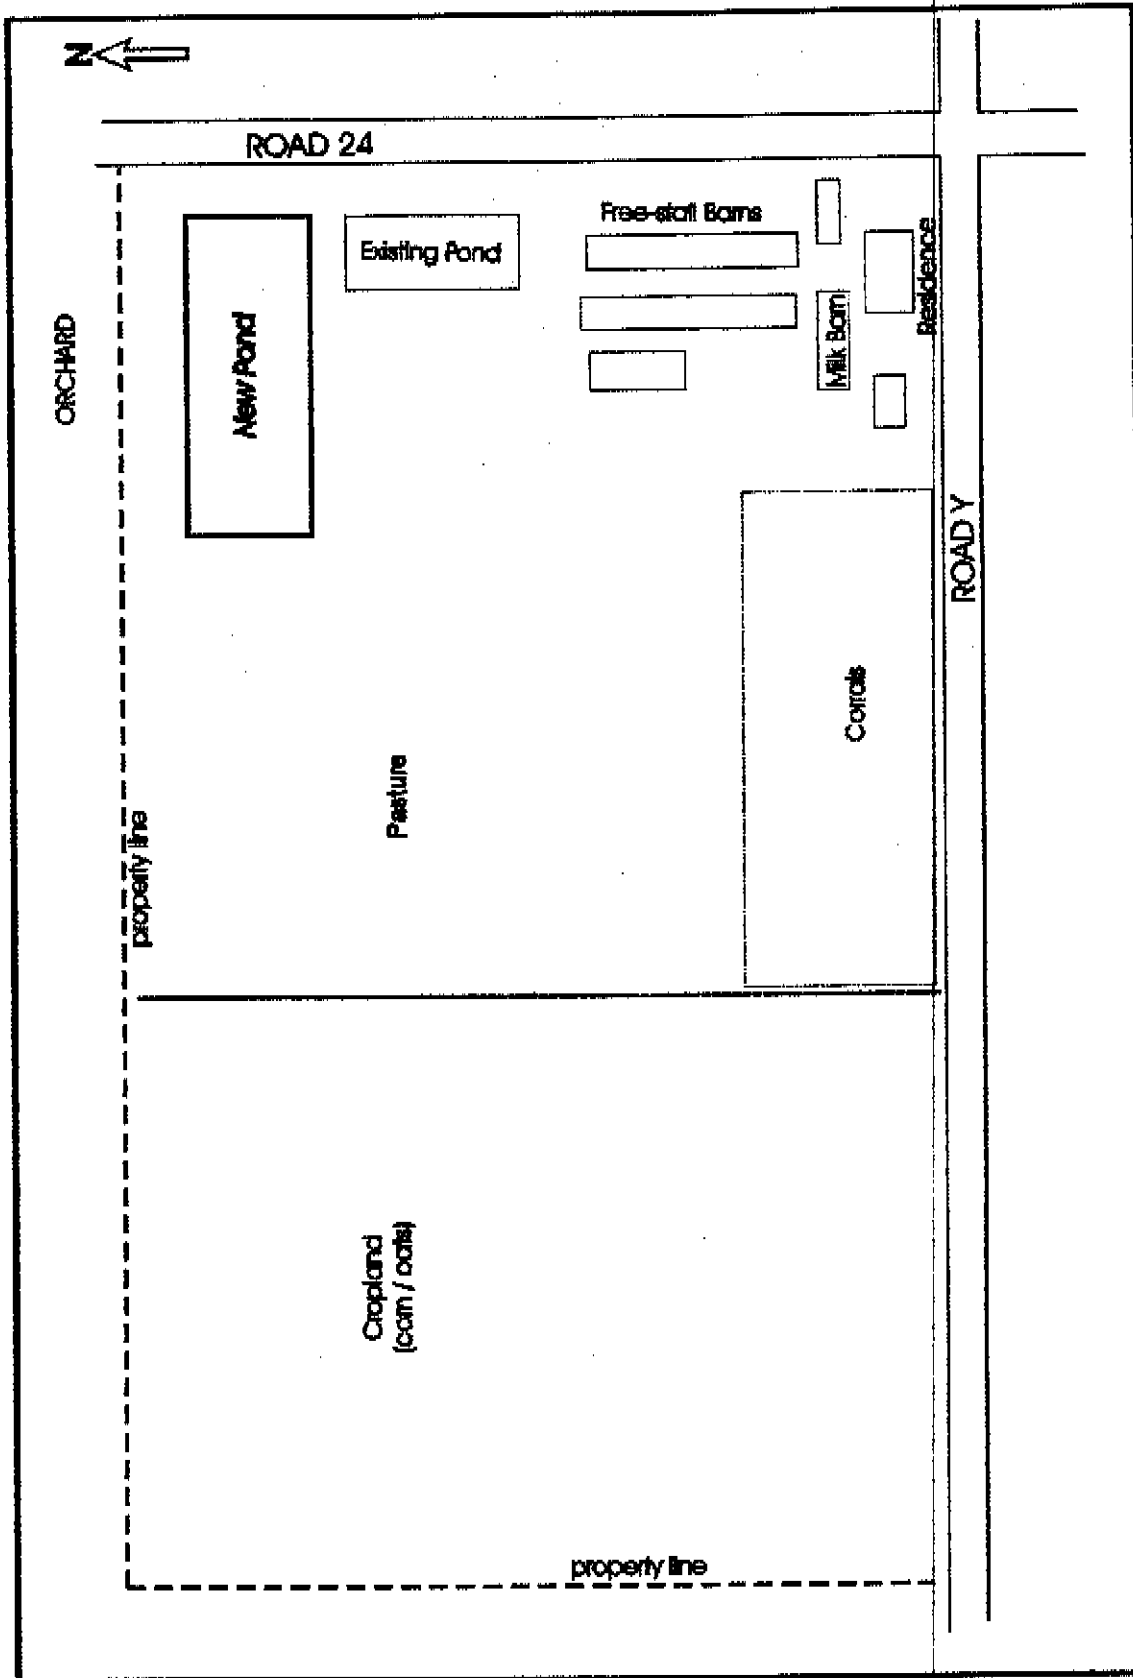 N
ROAD 24
ORCHARD
New Pond
Existing Pond
Free-stall Barns
Milk Barn
Residence
ROAD Y
Corrals
Pasture
property line
Cropland
(corn / oats)
property line